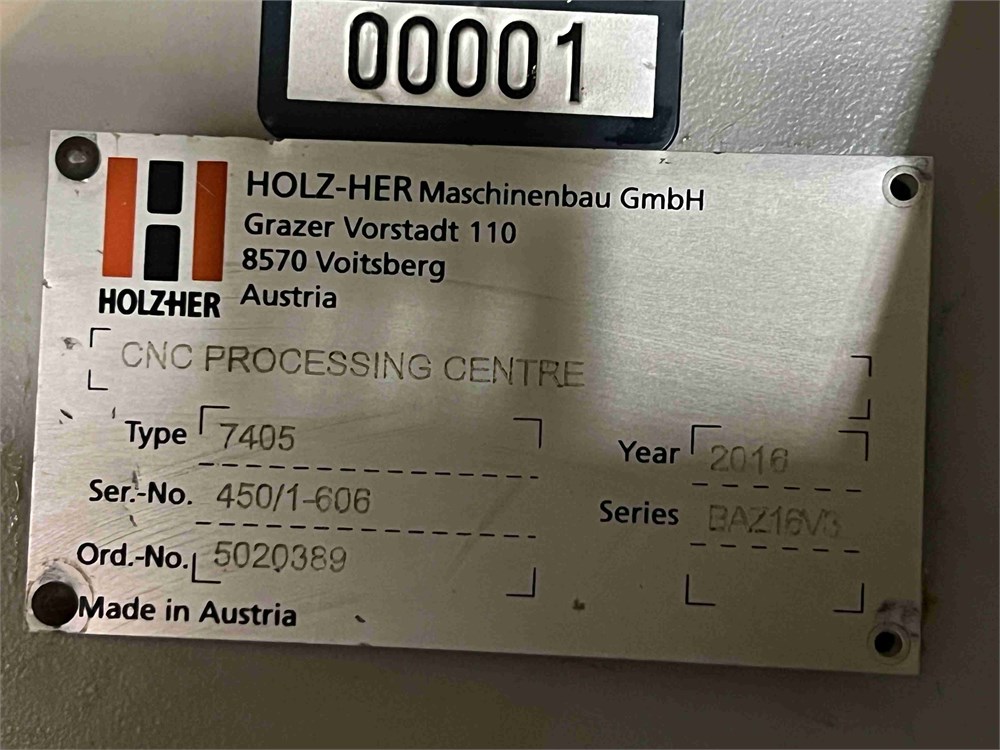 00001
HOLZ-HER Maschinenbau GmbH
Grazer Vorstadt 110
8570 Voitsberg
Austria
HOLZHER
CNC PROCESSING CENTRE
Type 7405
Year 2016
Ser.-No. 450/1-606
Series BAZ16V3
Ord.-No. 5020389
Made in Austria